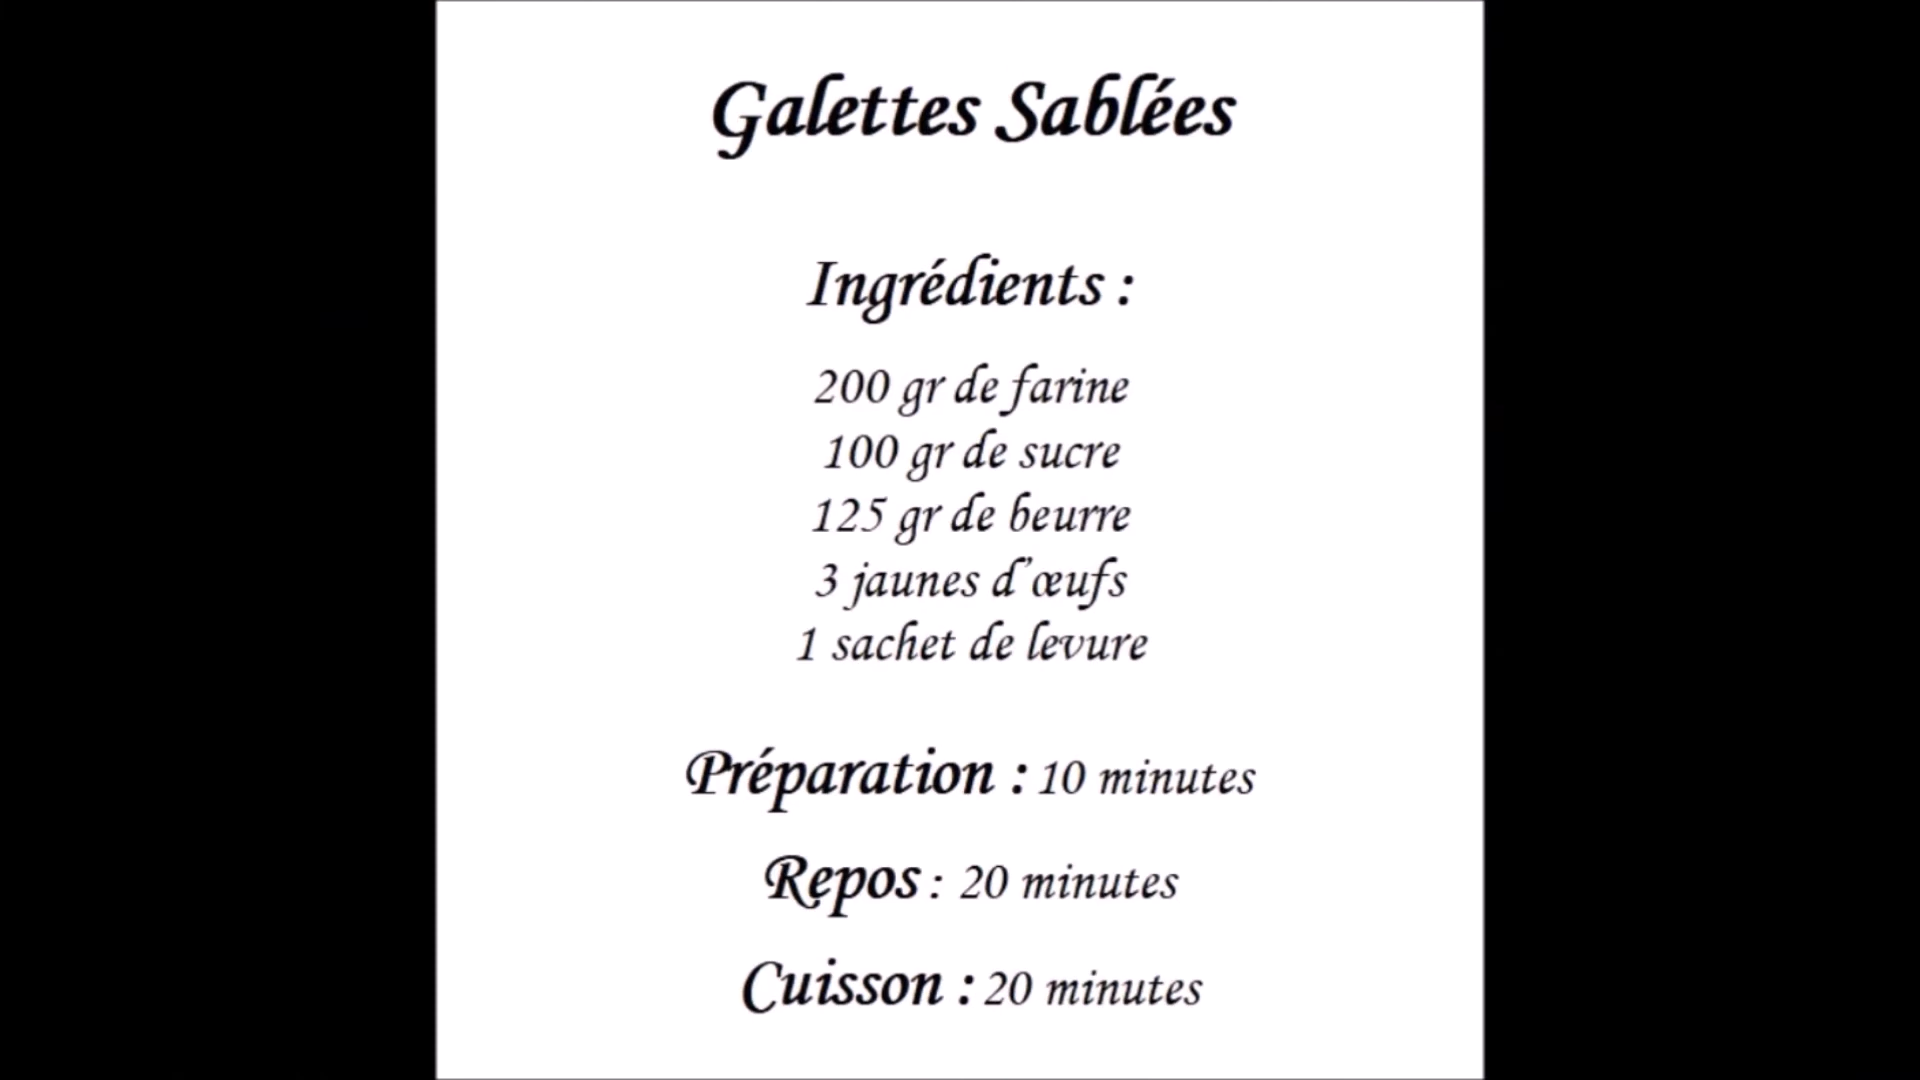 Galettes Sablées
Ingrédients :
200 gr de farine
100 gr de sucre
125 gr de beurre
3 jaunes d’œufs
1 sachet de levure
Préparation : 10 minutes
Repos : 20 minutes
Cuisson : 20 minutes